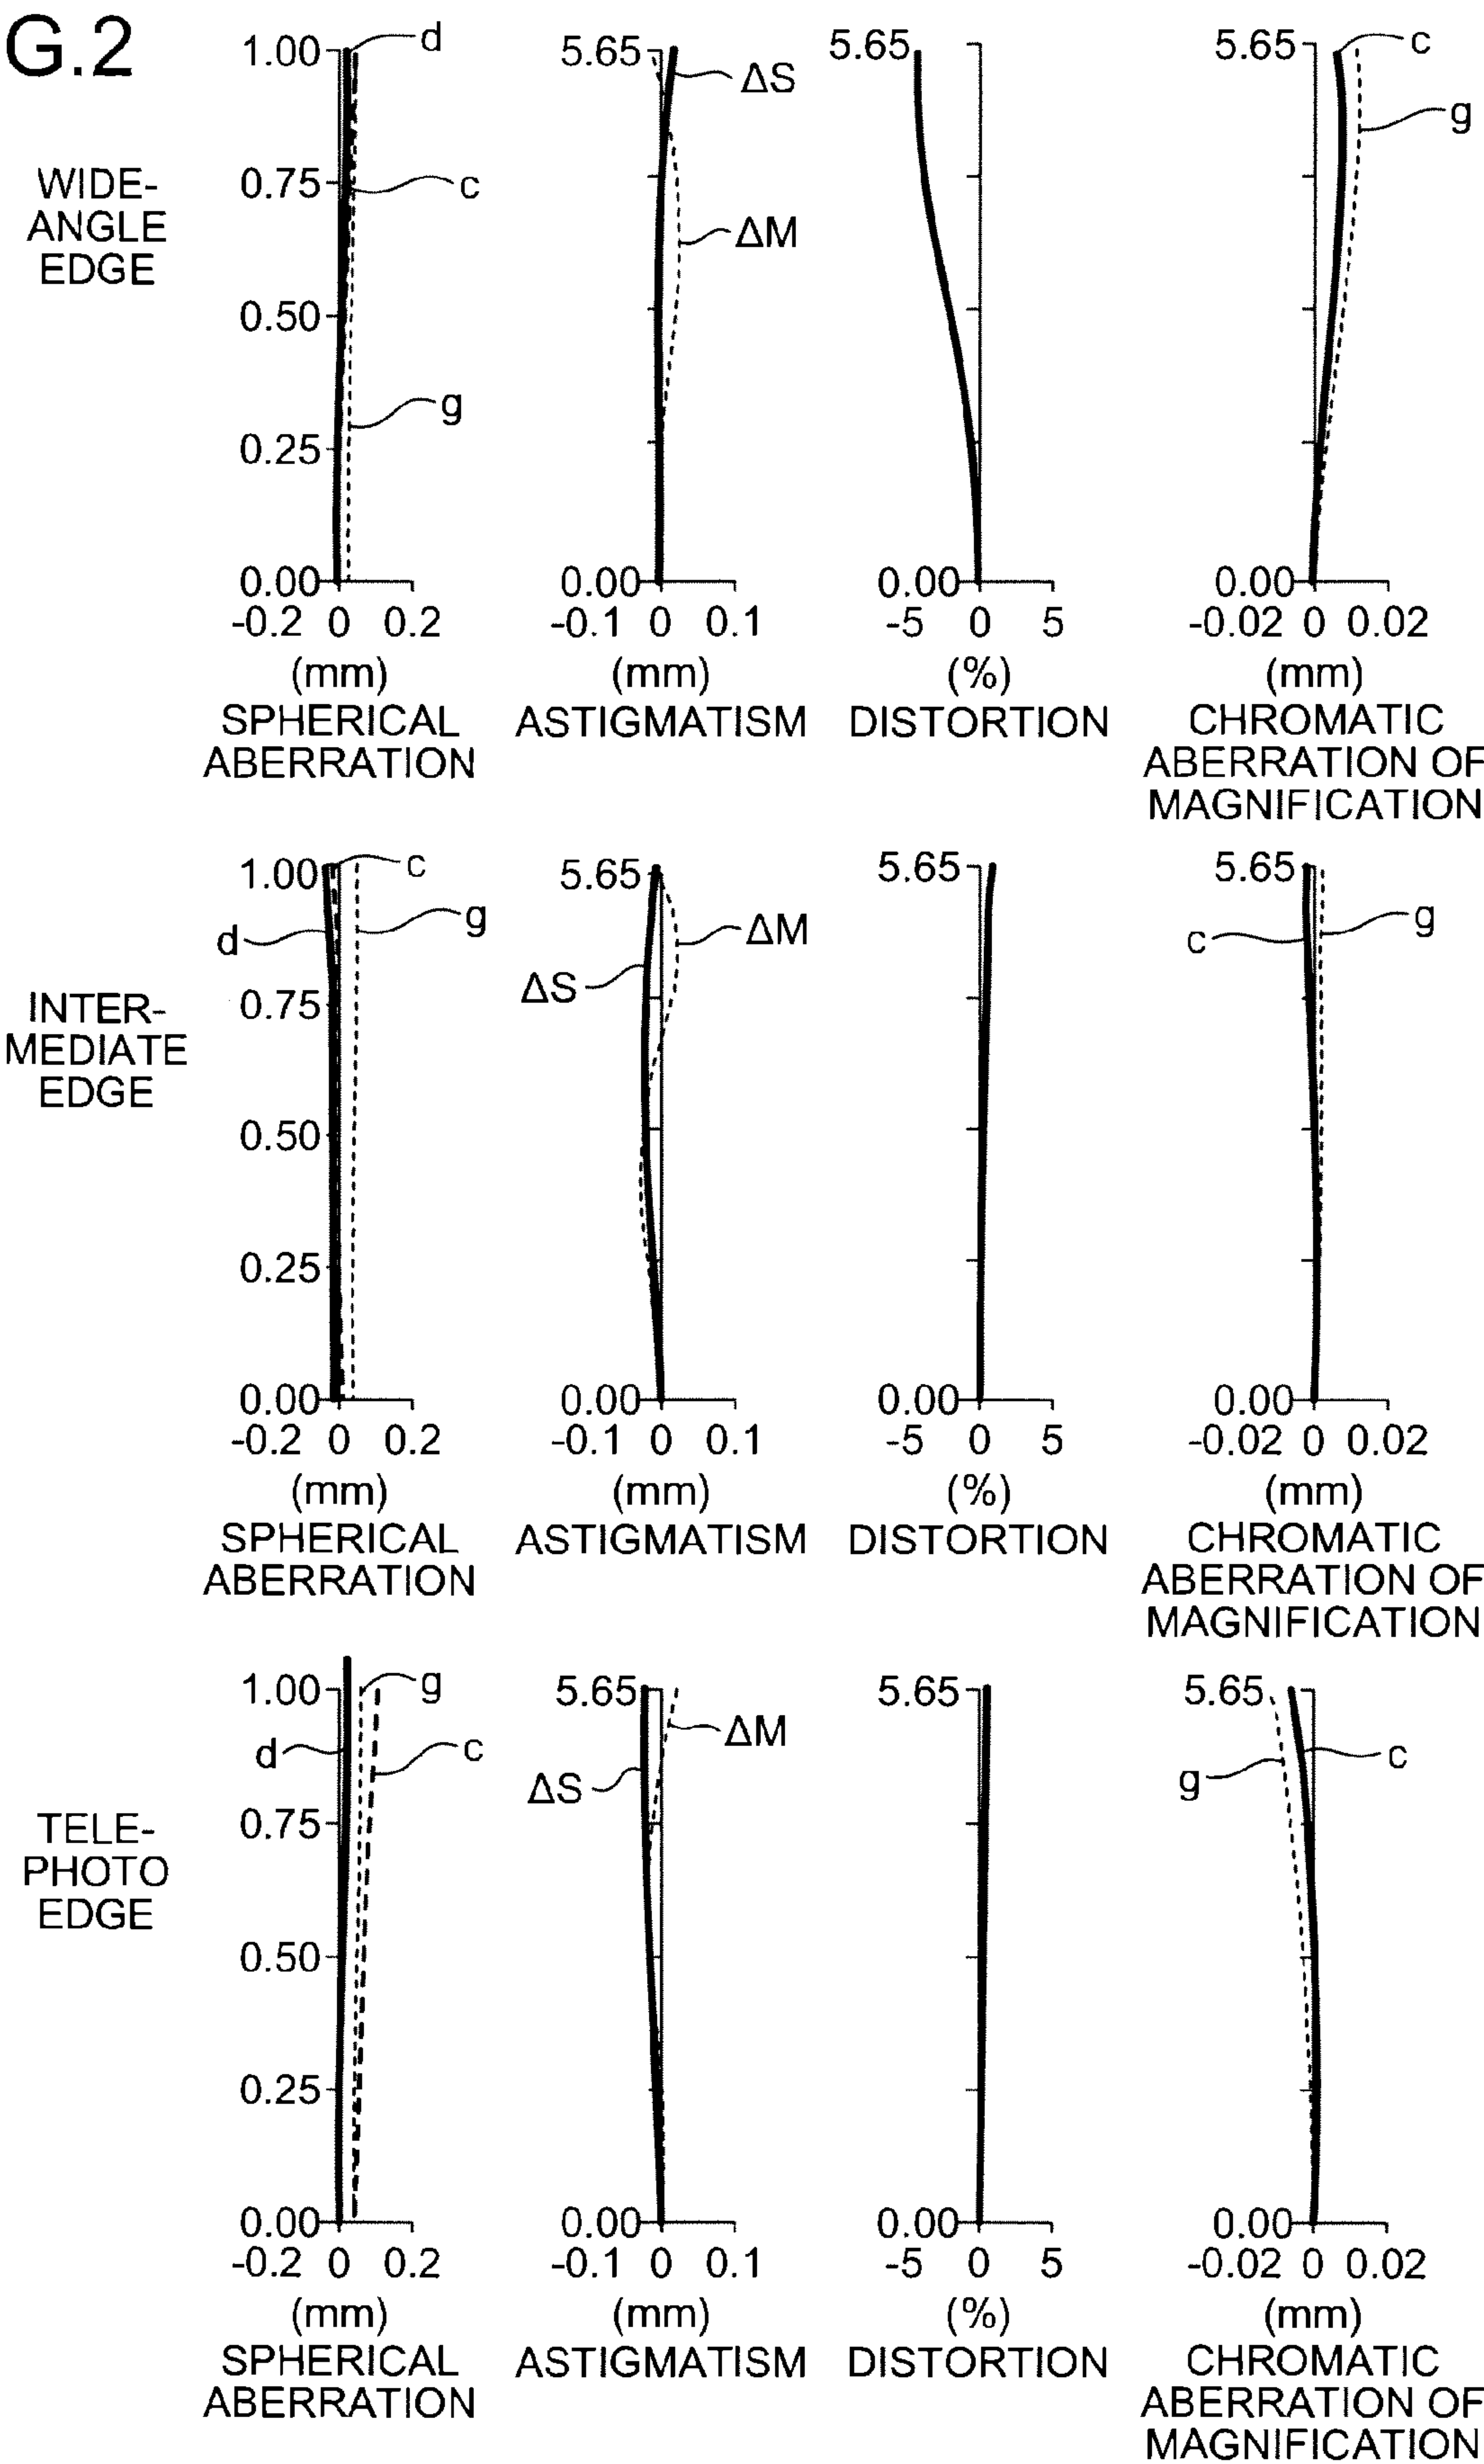 G.2
WIDE-
ANGLE
EDGE
1.00
0.75
0.50
0.25
0.00
d
c
g
-0.2 0 0.2
(mm)
SPHERICAL
ABERRATION
5.65
ΔS
ΔM
0.00
-0.1 0 0.1
(mm)
ASTIGMATISM
5.65
0.00
-5 0 5
(%)
DISTORTION
5.65
c
g
0.00
-0.02 0 0.02
(mm)
CHROMATIC
ABERRATION OF
MAGNIFICATION
INTER-
MEDIATE
EDGE
1.00
0.75
0.50
0.25
0.00
c
g
d
-0.2 0 0.2
(mm)
SPHERICAL
ABERRATION
5.65
ΔM
ΔS
0.00
-0.1 0 0.1
(mm)
ASTIGMATISM
5.65
0.00
-5 0 5
(%)
DISTORTION
5.65
g
c
0.00
-0.02 0 0.02
(mm)
CHROMATIC
ABERRATION OF
MAGNIFICATION
TELE-
PHOTO
EDGE
1.00
0.75
0.50
0.25
0.00
g
d
c
-0.2 0 0.2
(mm)
SPHERICAL
ABERRATION
5.65
ΔM
ΔS
0.00
-0.1 0 0.1
(mm)
ASTIGMATISM
5.65
0.00
-5 0 5
(%)
DISTORTION
5.65
c
g
0.00
-0.02 0 0.02
(mm)
CHROMATIC
ABERRATION OF
MAGNIFICATION